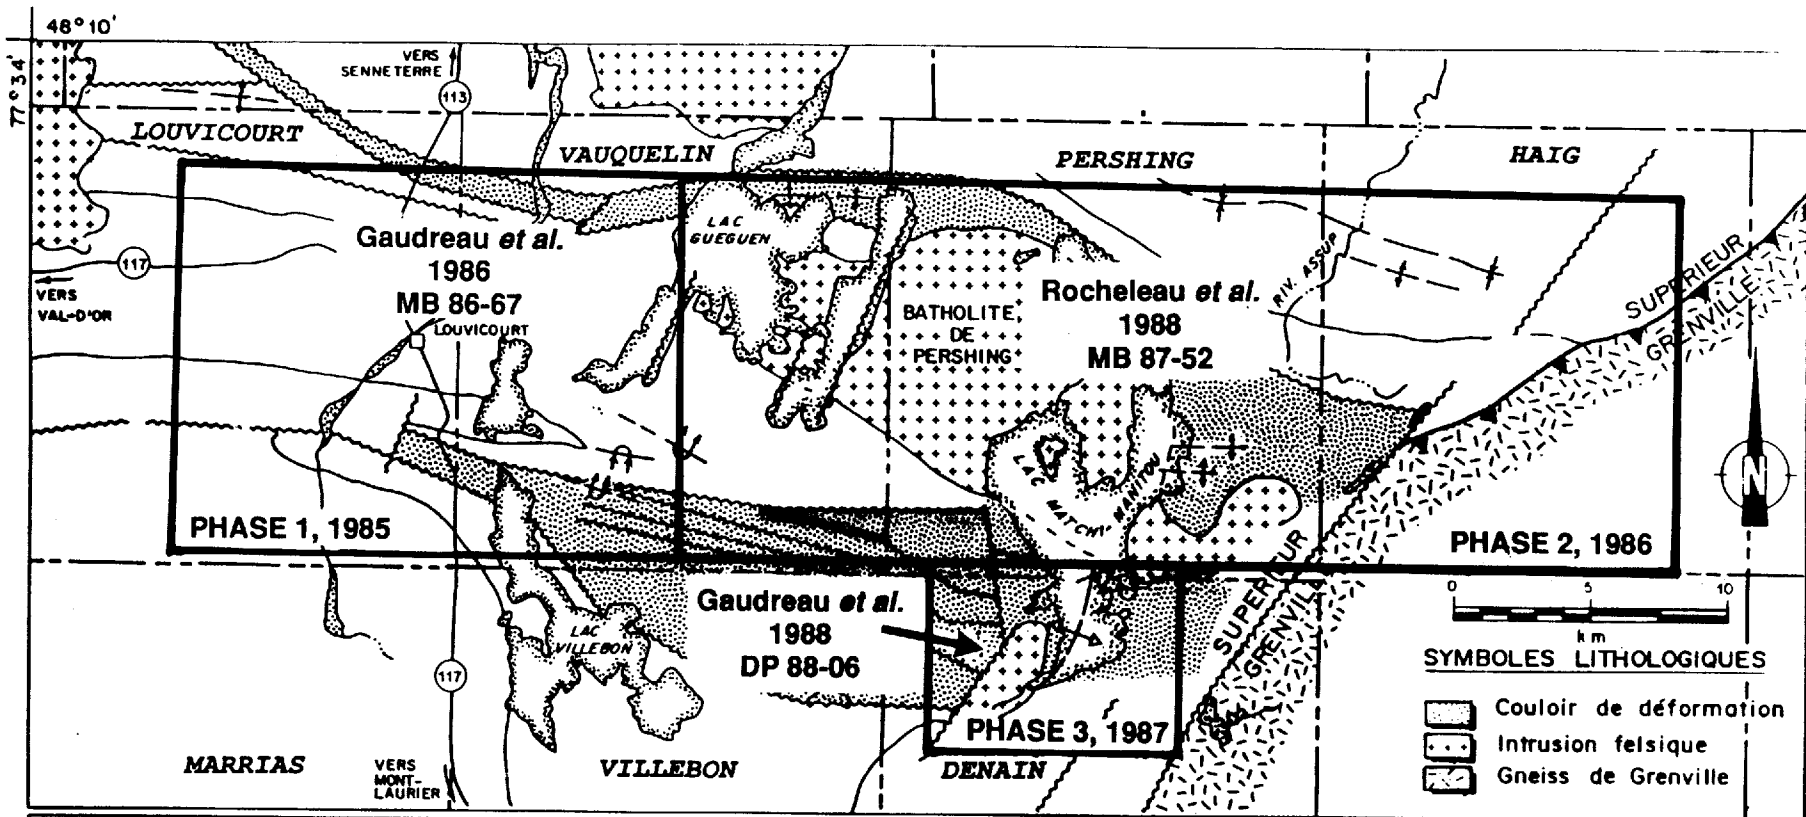 48°10'
77°34'
VERS
SENNETERRE
113
LOUVICOURT
VAUQUELIN
PERSHING
HAIG
LAC
GUEGUEN
Gaudreau et al.
1986
MB 86-67
117
VERS
VAL-D'OR
LOUVICOURT
BATHOLITE
DE
PERSHING
Rocheleau et al.
1988
MB 87-52
RIV. ASSUP
SUPÉRIEUR
GRENVILLE
LAC MATCHI-MANITOU
PHASE 1, 1985
PHASE 2, 1986
SUPÉRIEUR
GRENVILLE
N
Gaudreau et al.
1988
DP 88-06
LAC
VILLEBON
117
PHASE 3, 1987
MARRIAS
VERS
MONT-
LAURIER
VILLEBON
DENAIN
0 5 10
km
SYMBOLES LITHOLOGIQUES
Couloir de déformation
Intrusion felsique
Gneiss de Grenville